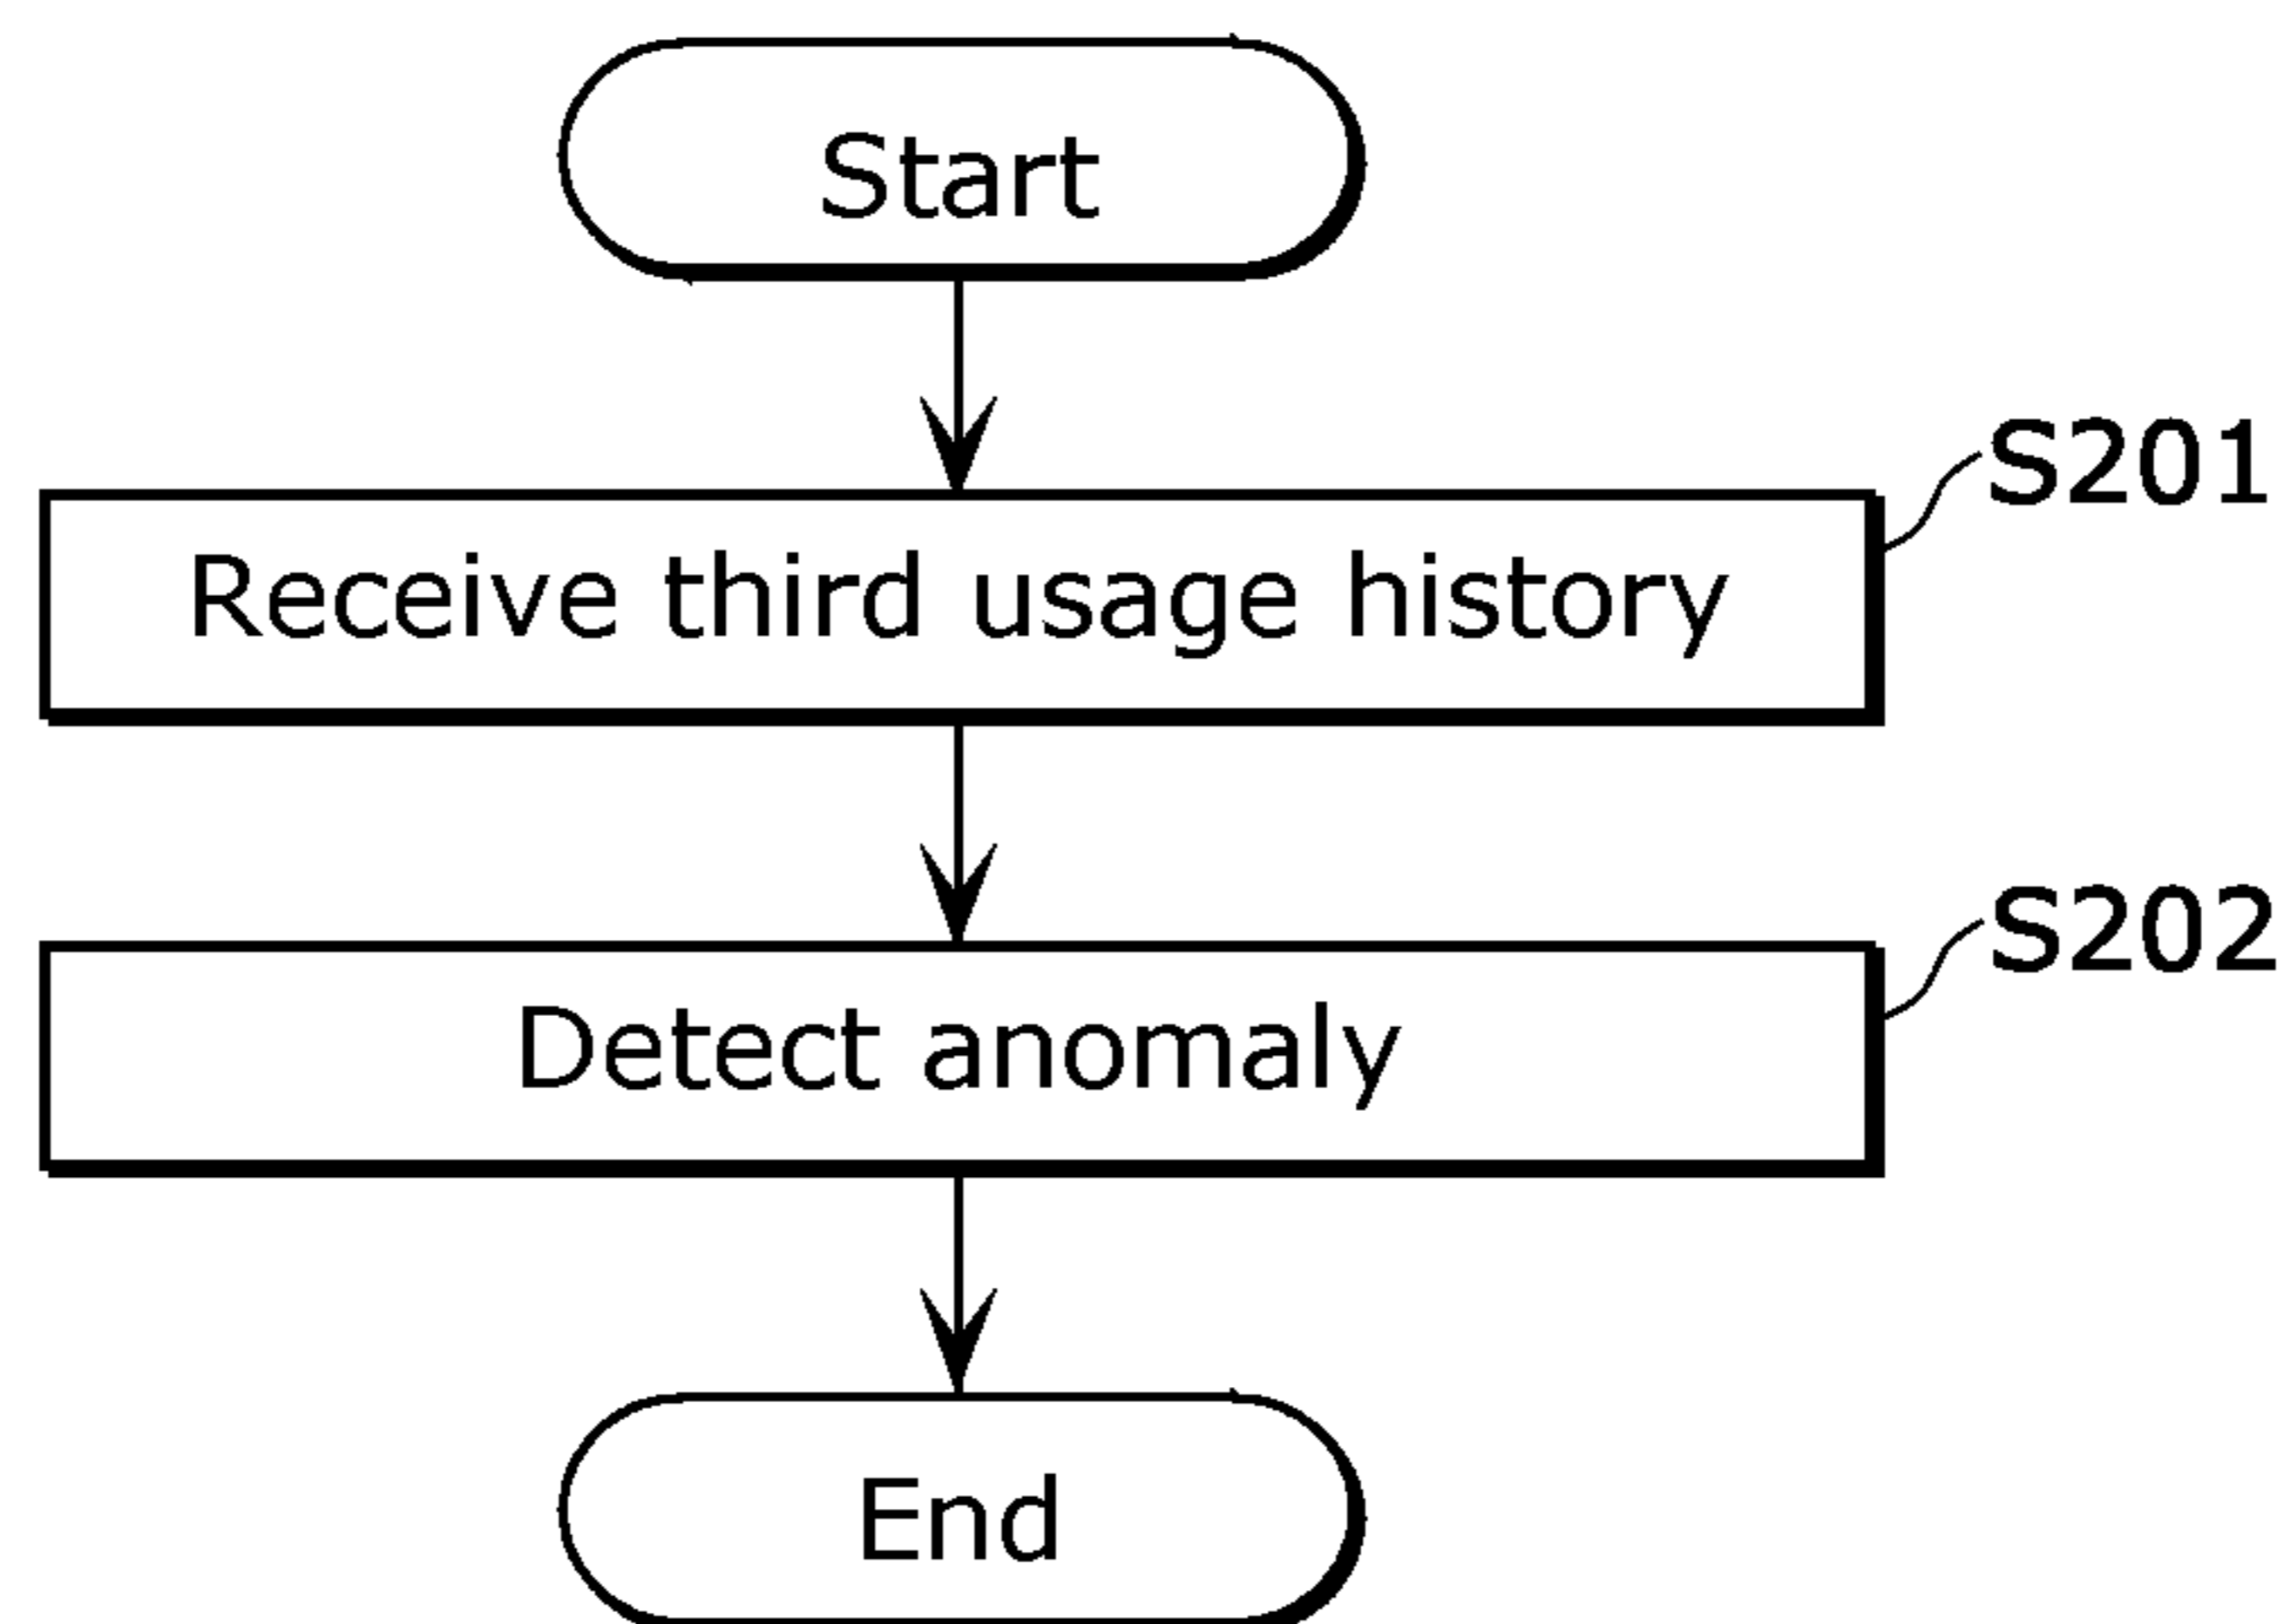 Start
S201
Receive third usage history
S202
Detect anomaly
End